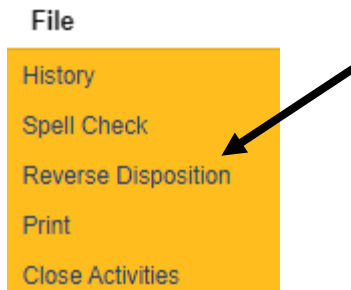 File
History
Spell Check
Reverse Disposition
Print
Close Activities